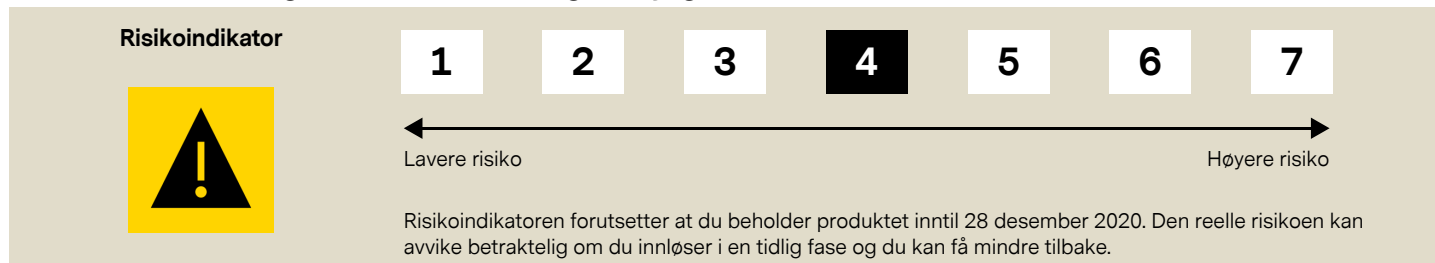 Risikoindikator
1 2 3 4 5 6 7
Lavere risiko Høyere risiko
Risikoindikatoren forutsetter at du beholder produktet inntil 28 desember 2020. Den reelle risikoen kan
avvike betraktelig om du innløser i en tidlig fase og du kan få mindre tilbake.